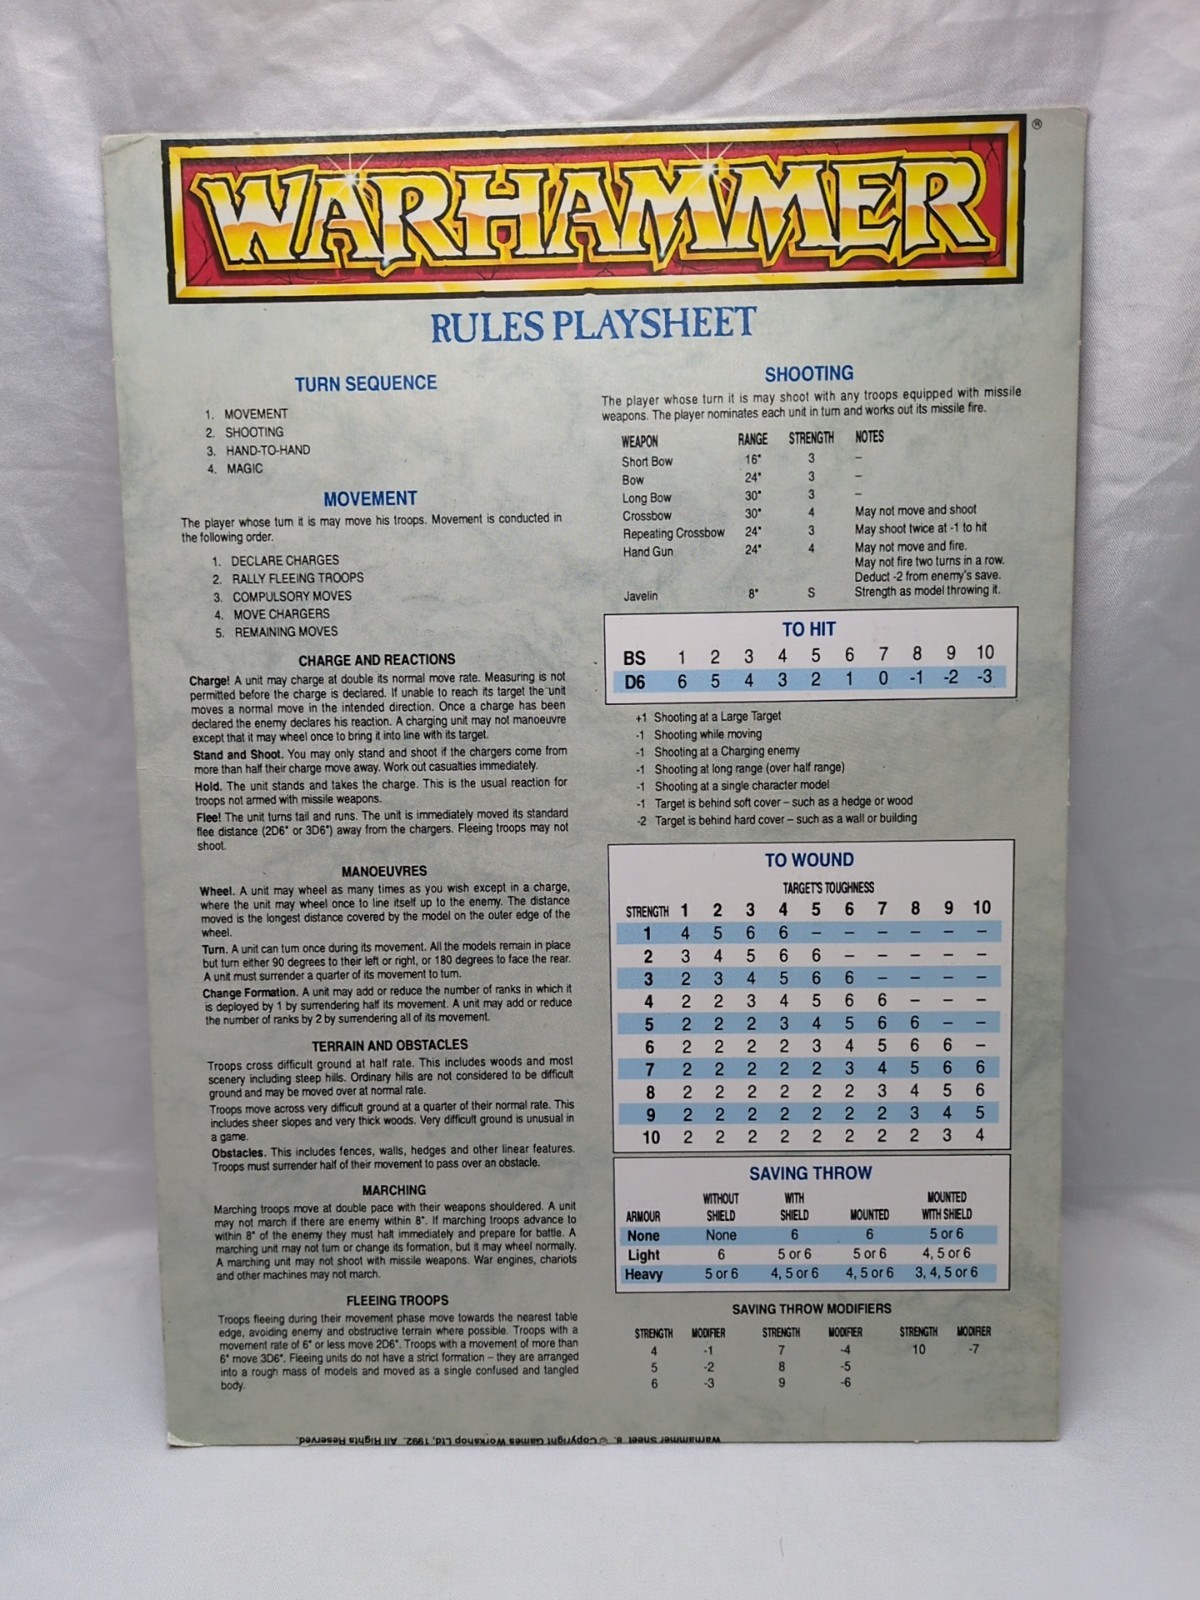 WARHAMMER
®
RULES PLAYSHEET
TURN SEQUENCE
1. MOVEMENT
2. SHOOTING
3. HAND-TO-HAND
4. MAGIC
MOVEMENT
The player whose turn it is may move his troops. Movement is conducted in
the following order.
1. DECLARE CHARGES
2. RALLY FLEEING TROOPS
3. COMPULSORY MOVES
4. MOVE CHARGERS
5. REMAINING MOVES
CHARGE AND REACTIONS
Charge! A unit may charge at double its normal move rate. Measuring is not
permitted before the charge is declared. If unable to reach its target the unit
moves a normal move in the intended direction. Once a charge has been
declared the enemy declares his reaction. A charging unit may not manoeuvre
except that it may wheel once to bring it into line with its target.
Stand and Shoot. You may only stand and shoot if the chargers come from
more than half their charge move away. Work out casualties immediately.
Hold. The unit stands and takes the charge. This is the usual reaction for
troops not armed with missile weapons.
Flee! The unit turns tail and runs. The unit is immediately moved its standard
flee distance (2D6" or 3D6") away from the chargers. Fleeing troops may not
shoot.
MANOEUVRES
Wheel. A unit may wheel as many times as you wish except in a charge,
where the unit may wheel once to line itself up to the enemy. The distance
moved is the longest distance covered by the model on the outer edge of the
wheel.
Turn. A unit can turn once during its movement. All the models remain in place
but turn either 90 degrees to their left or right, or 180 degrees to face the rear.
A unit must surrender a quarter of its movement to turn.
Change Formation. A unit may add or reduce the number of ranks in which it
is deployed by 1 by surrendering half its movement. A unit may add or reduce
the number of ranks by 2 by surrendering all of its movement.
TERRAIN AND OBSTACLES
Troops cross difficult ground at half rate. This includes woods and most
scenery including steep hills. Ordinary hills are not considered to be difficult
ground and may be moved over at normal rate.
Troops move across very difficult ground at a quarter of their normal rate. This
includes sheer slopes and very thick woods. Very difficult ground is unusual in
a game.
Obstacles. This includes fences, walls, hedges and other linear features.
Troops must surrender half of their movement to pass over an obstacle.
MARCHING
Marching troops move at double pace with their weapons shouldered. A unit
may not march if there are enemy within 8". If marching troops advance to
within 8" of the enemy they must halt immediately and prepare for battle. A
marching unit may not turn or change its formation, but it may wheel normally.
A marching unit may not shoot with missile weapons. War engines, chariots
and other machines may not march.
FLEEING TROOPS
Troops fleeing during their movement phase move towards the nearest table
edge, avoiding enemy and obstructive terrain where possible. Troops with a
movement rate of 6" or less move 2D6". Troops with a movement of more than
6" move 3D6". Fleeing units do not have a strict formation – they are arranged
into a rough mass of models and moved as a single confused and tangled
body.
SHOOTING
The player whose turn it is may shoot with any troops equipped with missile
weapons. The player nominates each unit in turn and works out its missile fire.
WEAPON RANGE STRENGTH NOTES
Short Bow 16" 3 –
Bow 24" 3 –
Long Bow 30" 3 –
Crossbow 30" 4 May not move and shoot
Repeating Crossbow 24" 3 May shoot twice at -1 to hit
Hand Gun 24" 4 May not move and fire.
May not fire two turns in a row.
Deduct -2 from enemy's save.
Javelin 8" S Strength as model throwing it.
TO HIT
BS 1 2 3 4 5 6 7 8 9 10
D6 6 5 4 3 2 1 0 -1 -2 -3
+1 Shooting at a Large Target
-1 Shooting while moving
-1 Shooting at a Charging enemy
-1 Shooting at long range (over half range)
-1 Shooting at a single character model
-1 Target is behind soft cover – such as a hedge or wood
-2 Target is behind hard cover – such as a wall or building
TO WOUND
TARGET'S TOUGHNESS
STRENGTH 1 2 3 4 5 6 7 8 9 10
1 4 5 6 6 – – – – – –
2 3 4 5 6 6 – – – – –
3 2 3 4 5 6 6 – – – –
4 2 2 3 4 5 6 6 – – –
5 2 2 2 3 4 5 6 6 – –
6 2 2 2 2 3 4 5 6 6 –
7 2 2 2 2 2 3 4 5 6 6
8 2 2 2 2 2 2 3 4 5 6
9 2 2 2 2 2 2 2 3 4 5
10 2 2 2 2 2 2 2 2 3 4
SAVING THROW
ARMOUR WITHOUT SHIELD WITH SHIELD MOUNTED MOUNTED WITH SHIELD
None None 6 6 5 or 6
Light 6 5 or 6 5 or 6 4, 5 or 6
Heavy 5 or 6 4, 5 or 6 4, 5 or 6 3, 4, 5 or 6
SAVING THROW MODIFIERS
STRENGTH MODIFIER STRENGTH MODIFIER STRENGTH MODIFIER
4 -1 7 -4 10 -7
5 -2 8 -5
6 -3 9 -6
Warhammer Sheet 8. © Copyright Games Workshop Ltd, 1992. All Rights Reserved.